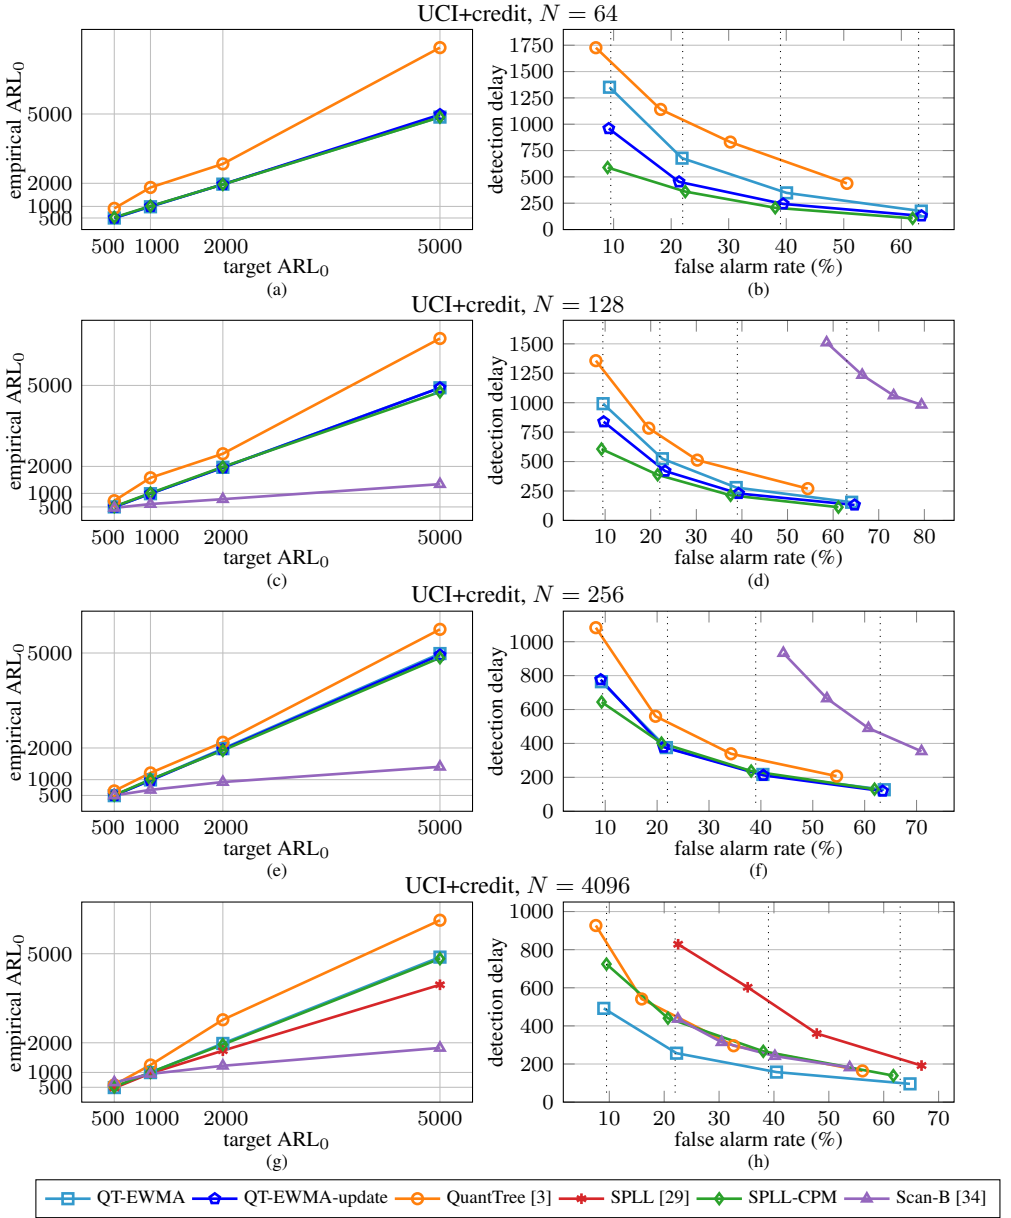 UCI+credit, N = 64
empirical ARL₀
5000
2000
1000
500
500 1000 2000 5000
target ARL₀
(a)
detection delay
1750
1500
1250
1000
750
500
250
0
10 20 30 40 50 60
false alarm rate (%)
(b)
UCI+credit, N = 128
empirical ARL₀
5000
2000
1000
500
500 1000 2000 5000
target ARL₀
(c)
detection delay
1500
1250
1000
750
500
250
0
10 20 30 40 50 60 70 80
false alarm rate (%)
(d)
UCI+credit, N = 256
empirical ARL₀
5000
2000
1000
500
500 1000 2000 5000
target ARL₀
(e)
detection delay
1000
800
600
400
200
0
10 20 30 40 50 60 70
false alarm rate (%)
(f)
UCI+credit, N = 4096
empirical ARL₀
5000
2000
1000
500
500 1000 2000 5000
target ARL₀
(g)
detection delay
1000
800
600
400
200
0
10 20 30 40 50 60 70
false alarm rate (%)
(h)
QT-EWMA QT-EWMA-update QuantTree [3] SPLL [29] SPLL-CPM Scan-B [34]